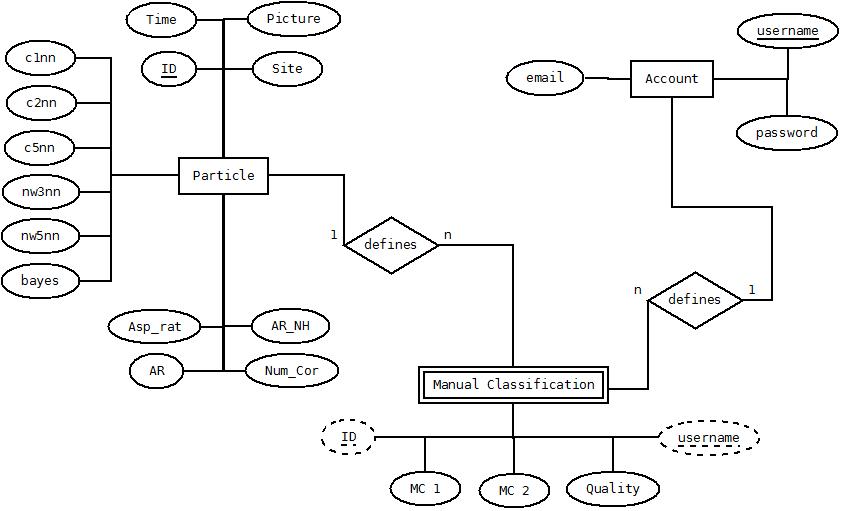 Time
Picture
username
c1nn
ID
Site
email
Account
c2nn
password
c5nn
Particle
nw3nn
nw5nn
1
defines
n
bayes
n
defines
1
Asp_rat
AR_NH
AR
Num_Cor
Manual Classification
ID
username
MC 1
MC 2
Quality